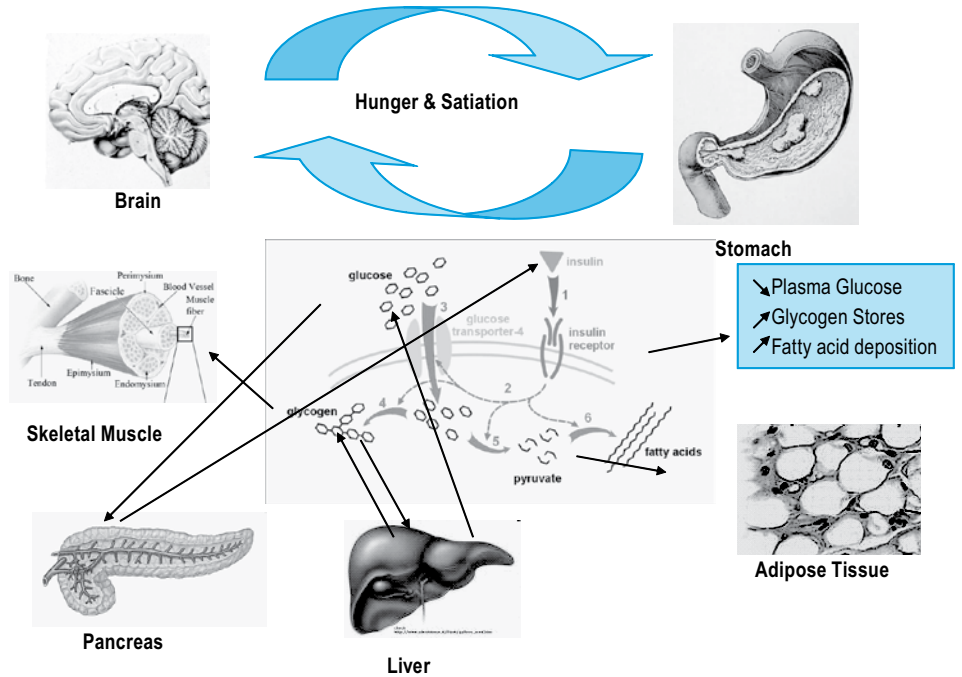 Hunger & Satiation
Brain
Stomach
Bone
Perimysium
Blood Vessel
Fascicle
Muscle
fiber
Tendon
Epimysium
Endomysium
Skeletal Muscle
glucose
insulin
3
1
glucose
transporter-4
insulin
receptor
2
glycogen
4
5
6
pyruvate
fatty acids
↘Plasma Glucose
↗Glycogen Stores
↗Fatty acid deposition
Adipose Tissue
Pancreas
Liver